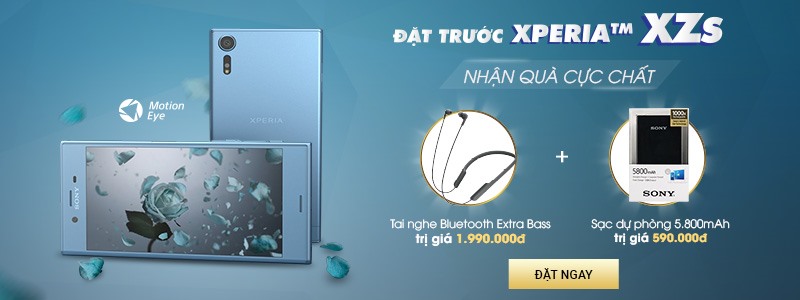 ĐẶT TRƯỚC XPERIA™ XZs
NHẬN QUÀ CỰC CHẤT
Motion
Eye
XPERIA
SONY
+
1000x
SONY
5800mAh
SONY
Tai nghe Bluetooth Extra Bass
trị giá 1.990.000đ
Sạc dự phòng 5.800mAh
trị giá 590.000đ
ĐẶT NGAY